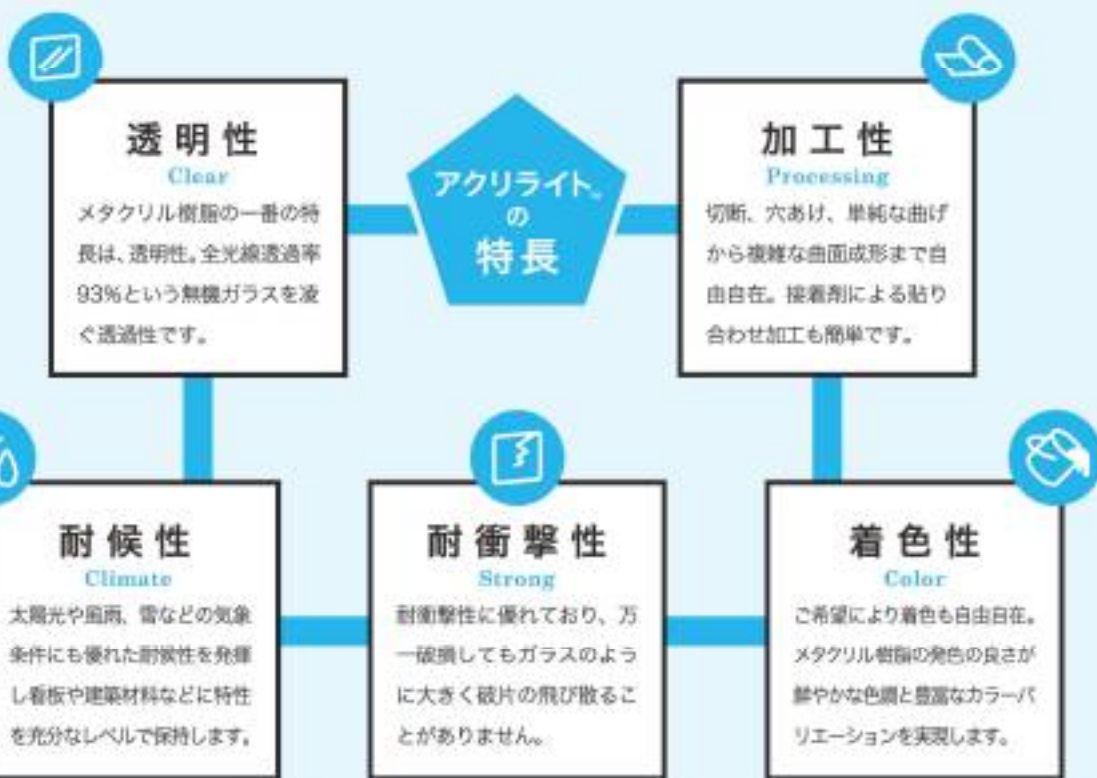 透明性
Clear
メタクリル樹脂の一番の特
長は、透明性。全光線透過率
93%という無機ガラスを凌
ぐ透過性です。
アクリライト™
の
特長
加工性
Processing
切断、穴あけ、単純な曲げ
から複雑な曲面成形まで自
由自在。接着剤による貼り
合わせ加工も簡単です。
耐候性
Climate
太陽光や風雨、雪などの気象
条件にも優れた耐候性を発揮
し看板や建築材料などに特性
を充分なレベルで保持します。
耐衝撃性
Strong
耐衝撃性に優れており、万
一破損してもガラスのよう
に大きく破片の飛び散るこ
とがありません。
着色性
Color
ご希望により着色も自由自在。
メタクリル樹脂の発色の良さが
鮮やかな色調と豊富なカラーバ
リエーションを実現します。